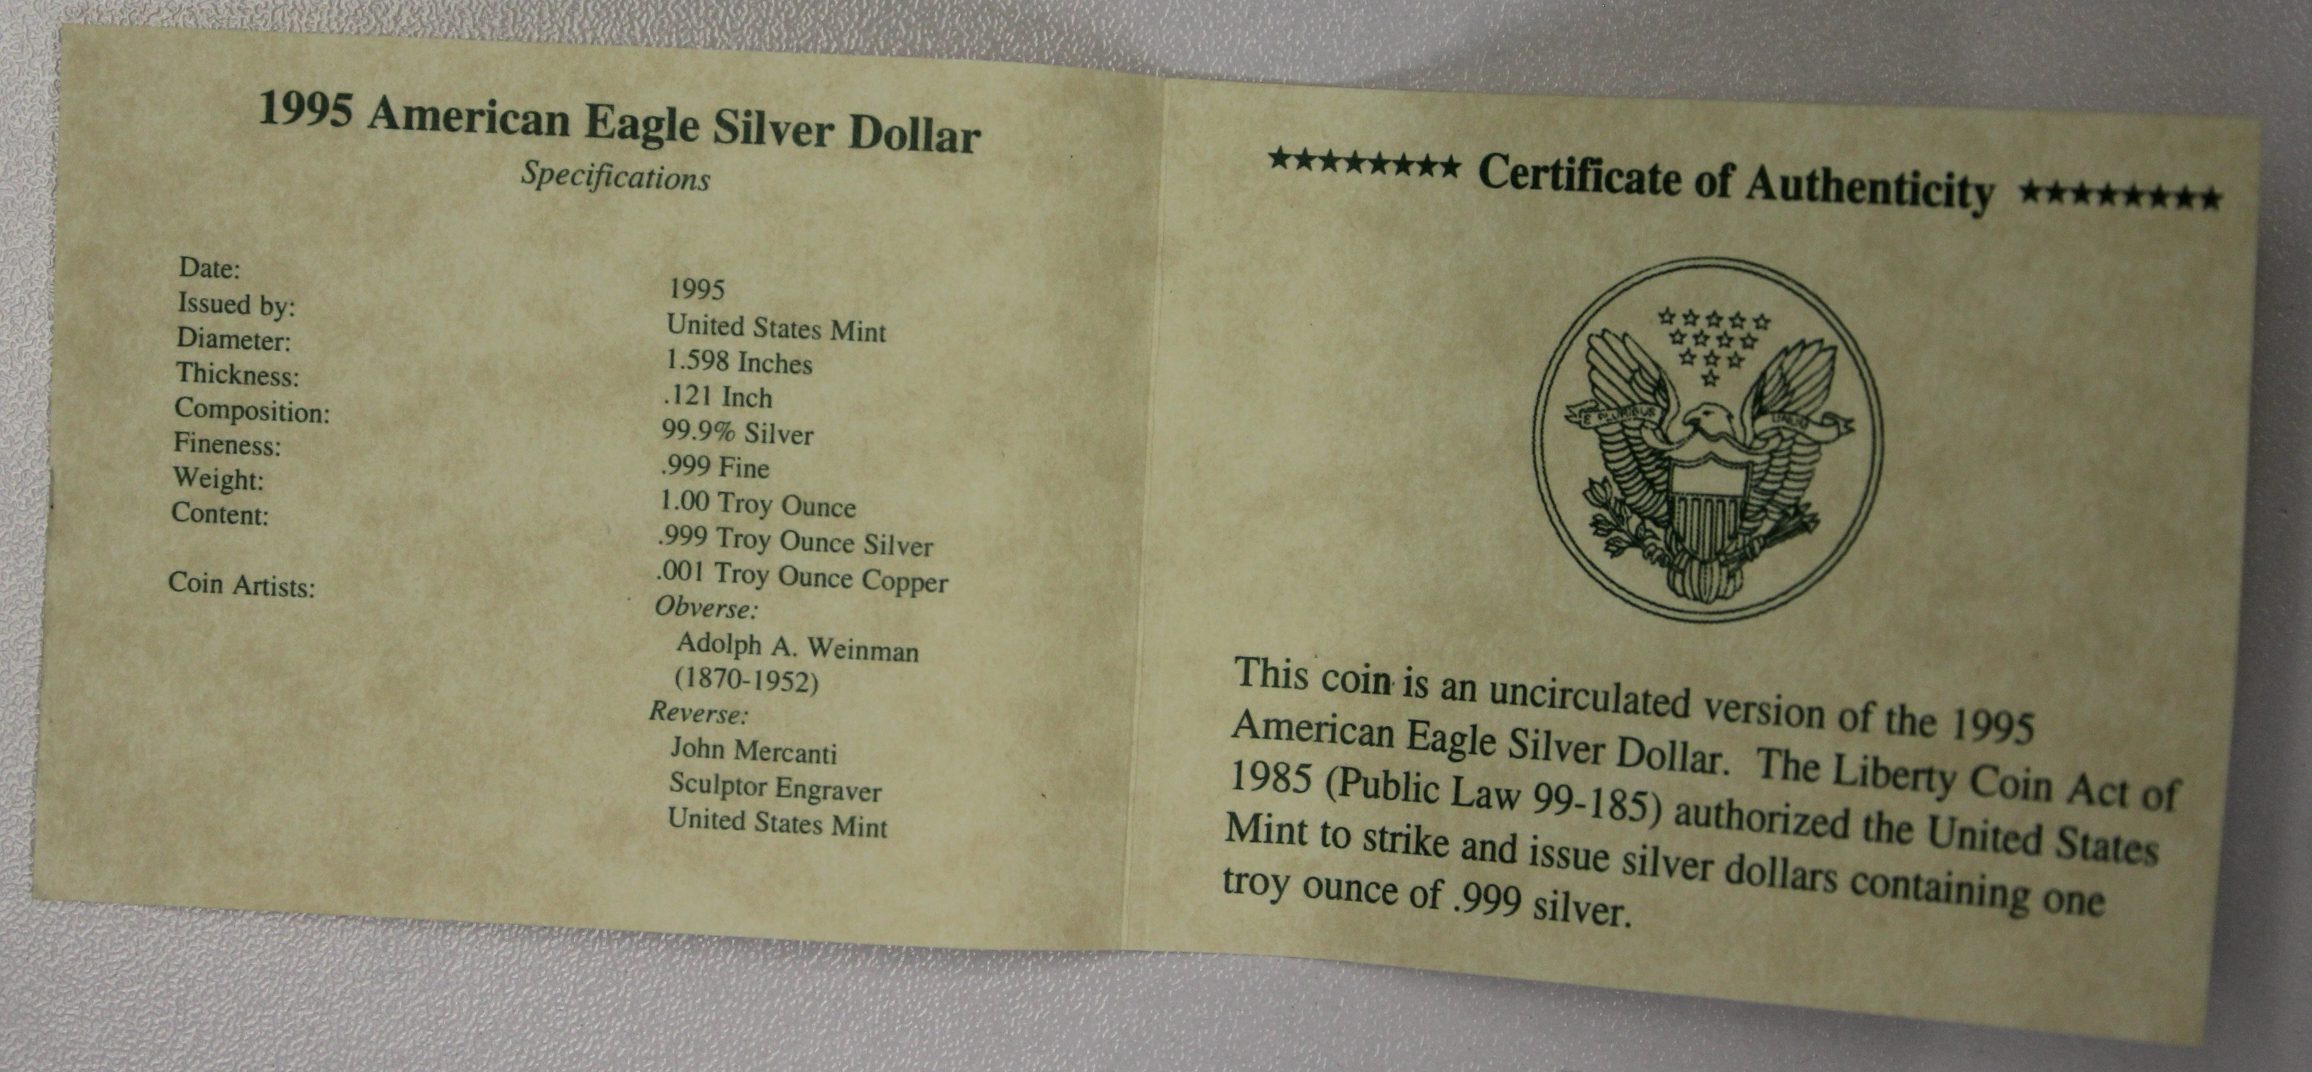 1995 American Eagle Silver Dollar
Specifications
Date: 1995
Issued by: United States Mint
Diameter: 1.598 Inches
Thickness: .121 Inch
Composition: 99.9% Silver
Fineness: .999 Fine
Weight: 1.00 Troy Ounce
Content: .999 Troy Ounce Silver
.001 Troy Ounce Copper
Coin Artists: Obverse:
Adolph A. Weinman
(1870-1952)
Reverse:
John Mercanti
Sculptor Engraver
United States Mint
★★★★★★★★ Certificate of Authenticity ★★★★★★★★
E PLURIBUS UNUM
This coin is an uncirculated version of the 1995
American Eagle Silver Dollar. The Liberty Coin Act of
1985 (Public Law 99-185) authorized the United States
Mint to strike and issue silver dollars containing one
troy ounce of .999 silver.